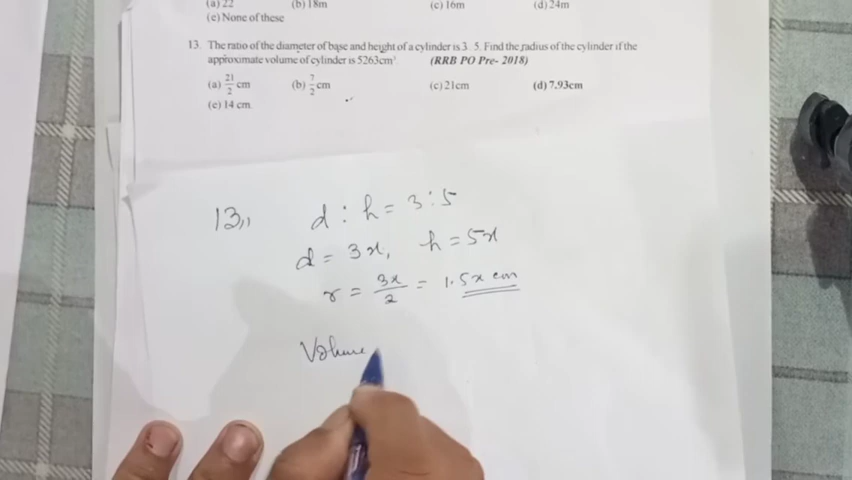 (a) 22 (b) 18m (c) 16m (d) 24m
(e) None of these
13. The ratio of the diameter of base and height of a cylinder is 3 : 5. Find the radius of the cylinder if the
approximate volume of cylinder is 5263cm³. (RRB PO Pre- 2018)
(a) 21/2 cm (b) 7/2 cm (c) 21cm (d) 7.93cm
(e) 14 cm
13,, d : h = 3 : 5
d = 3x, h = 5x
r = 3x/2 = 1.5x cm
Volume